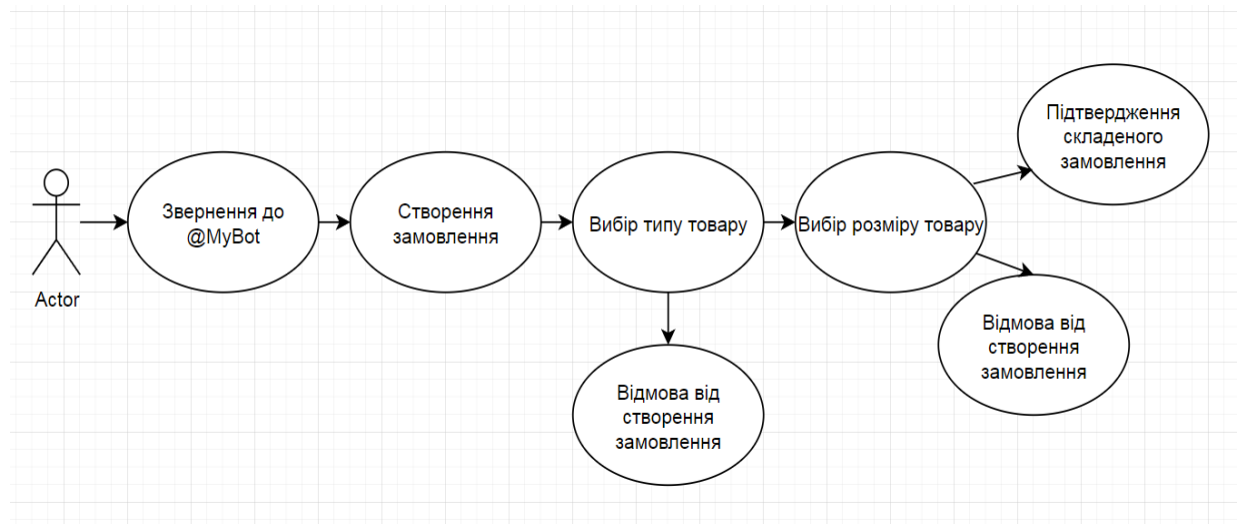 Підтвердження
складеного
замовлення
Звернення до
@MyBot
Створення
замовлення
Вибір типу товару
Вибір розміру товару
Actor
Відмова від
створення
замовлення
Відмова від
створення
замовлення